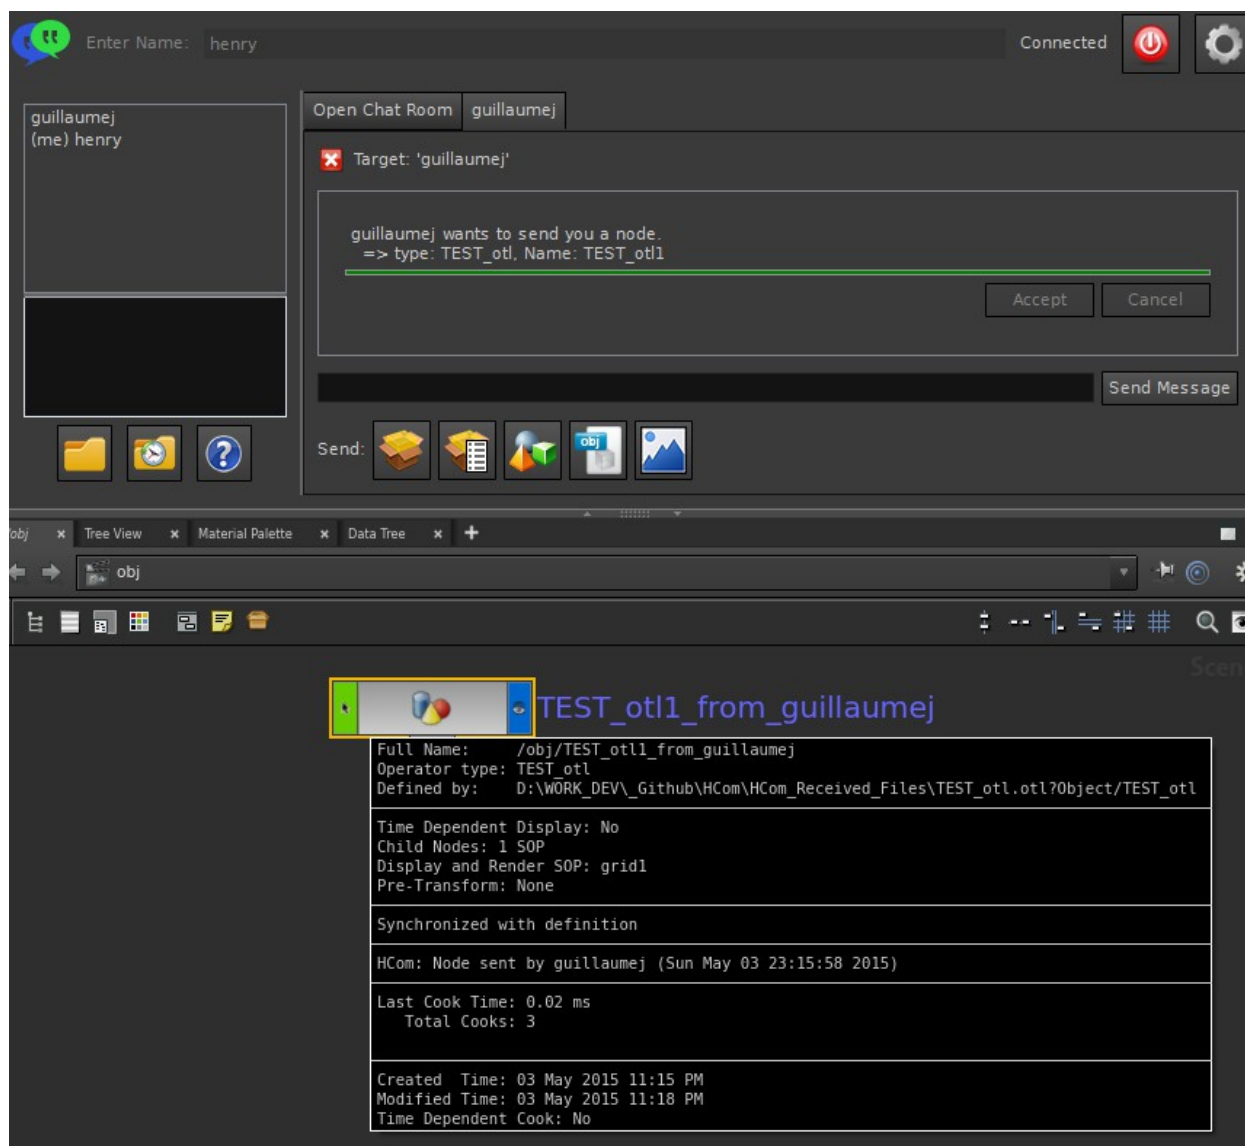 Enter Name: henry Connected
guillaumej
(me) henry
Open Chat Room guillaumej
Target: 'guillaumej'
guillaumej wants to send you a node.
=> type: TEST_otl, Name: TEST_otl1
Accept Cancel
Send Message
Send:
obj
obj Tree View Material Palette Data Tree
obj
Scen
TEST_otl1_from_guillaumej
Full Name: /obj/TEST_otl1_from_guillaumej
Operator type: TEST_otl
Defined by: D:\WORK_DEV\_Github\HCom\HCom_Received_Files\TEST_otl.otl?Object/TEST_otl
Time Dependent Display: No
Child Nodes: 1 SOP
Display and Render SOP: grid1
Pre-Transform: None
Synchronized with definition
HCom: Node sent by guillaumej (Sun May 03 23:15:58 2015)
Last Cook Time: 0.02 ms
Total Cooks: 3
Created Time: 03 May 2015 11:15 PM
Modified Time: 03 May 2015 11:18 PM
Time Dependent Cook: No